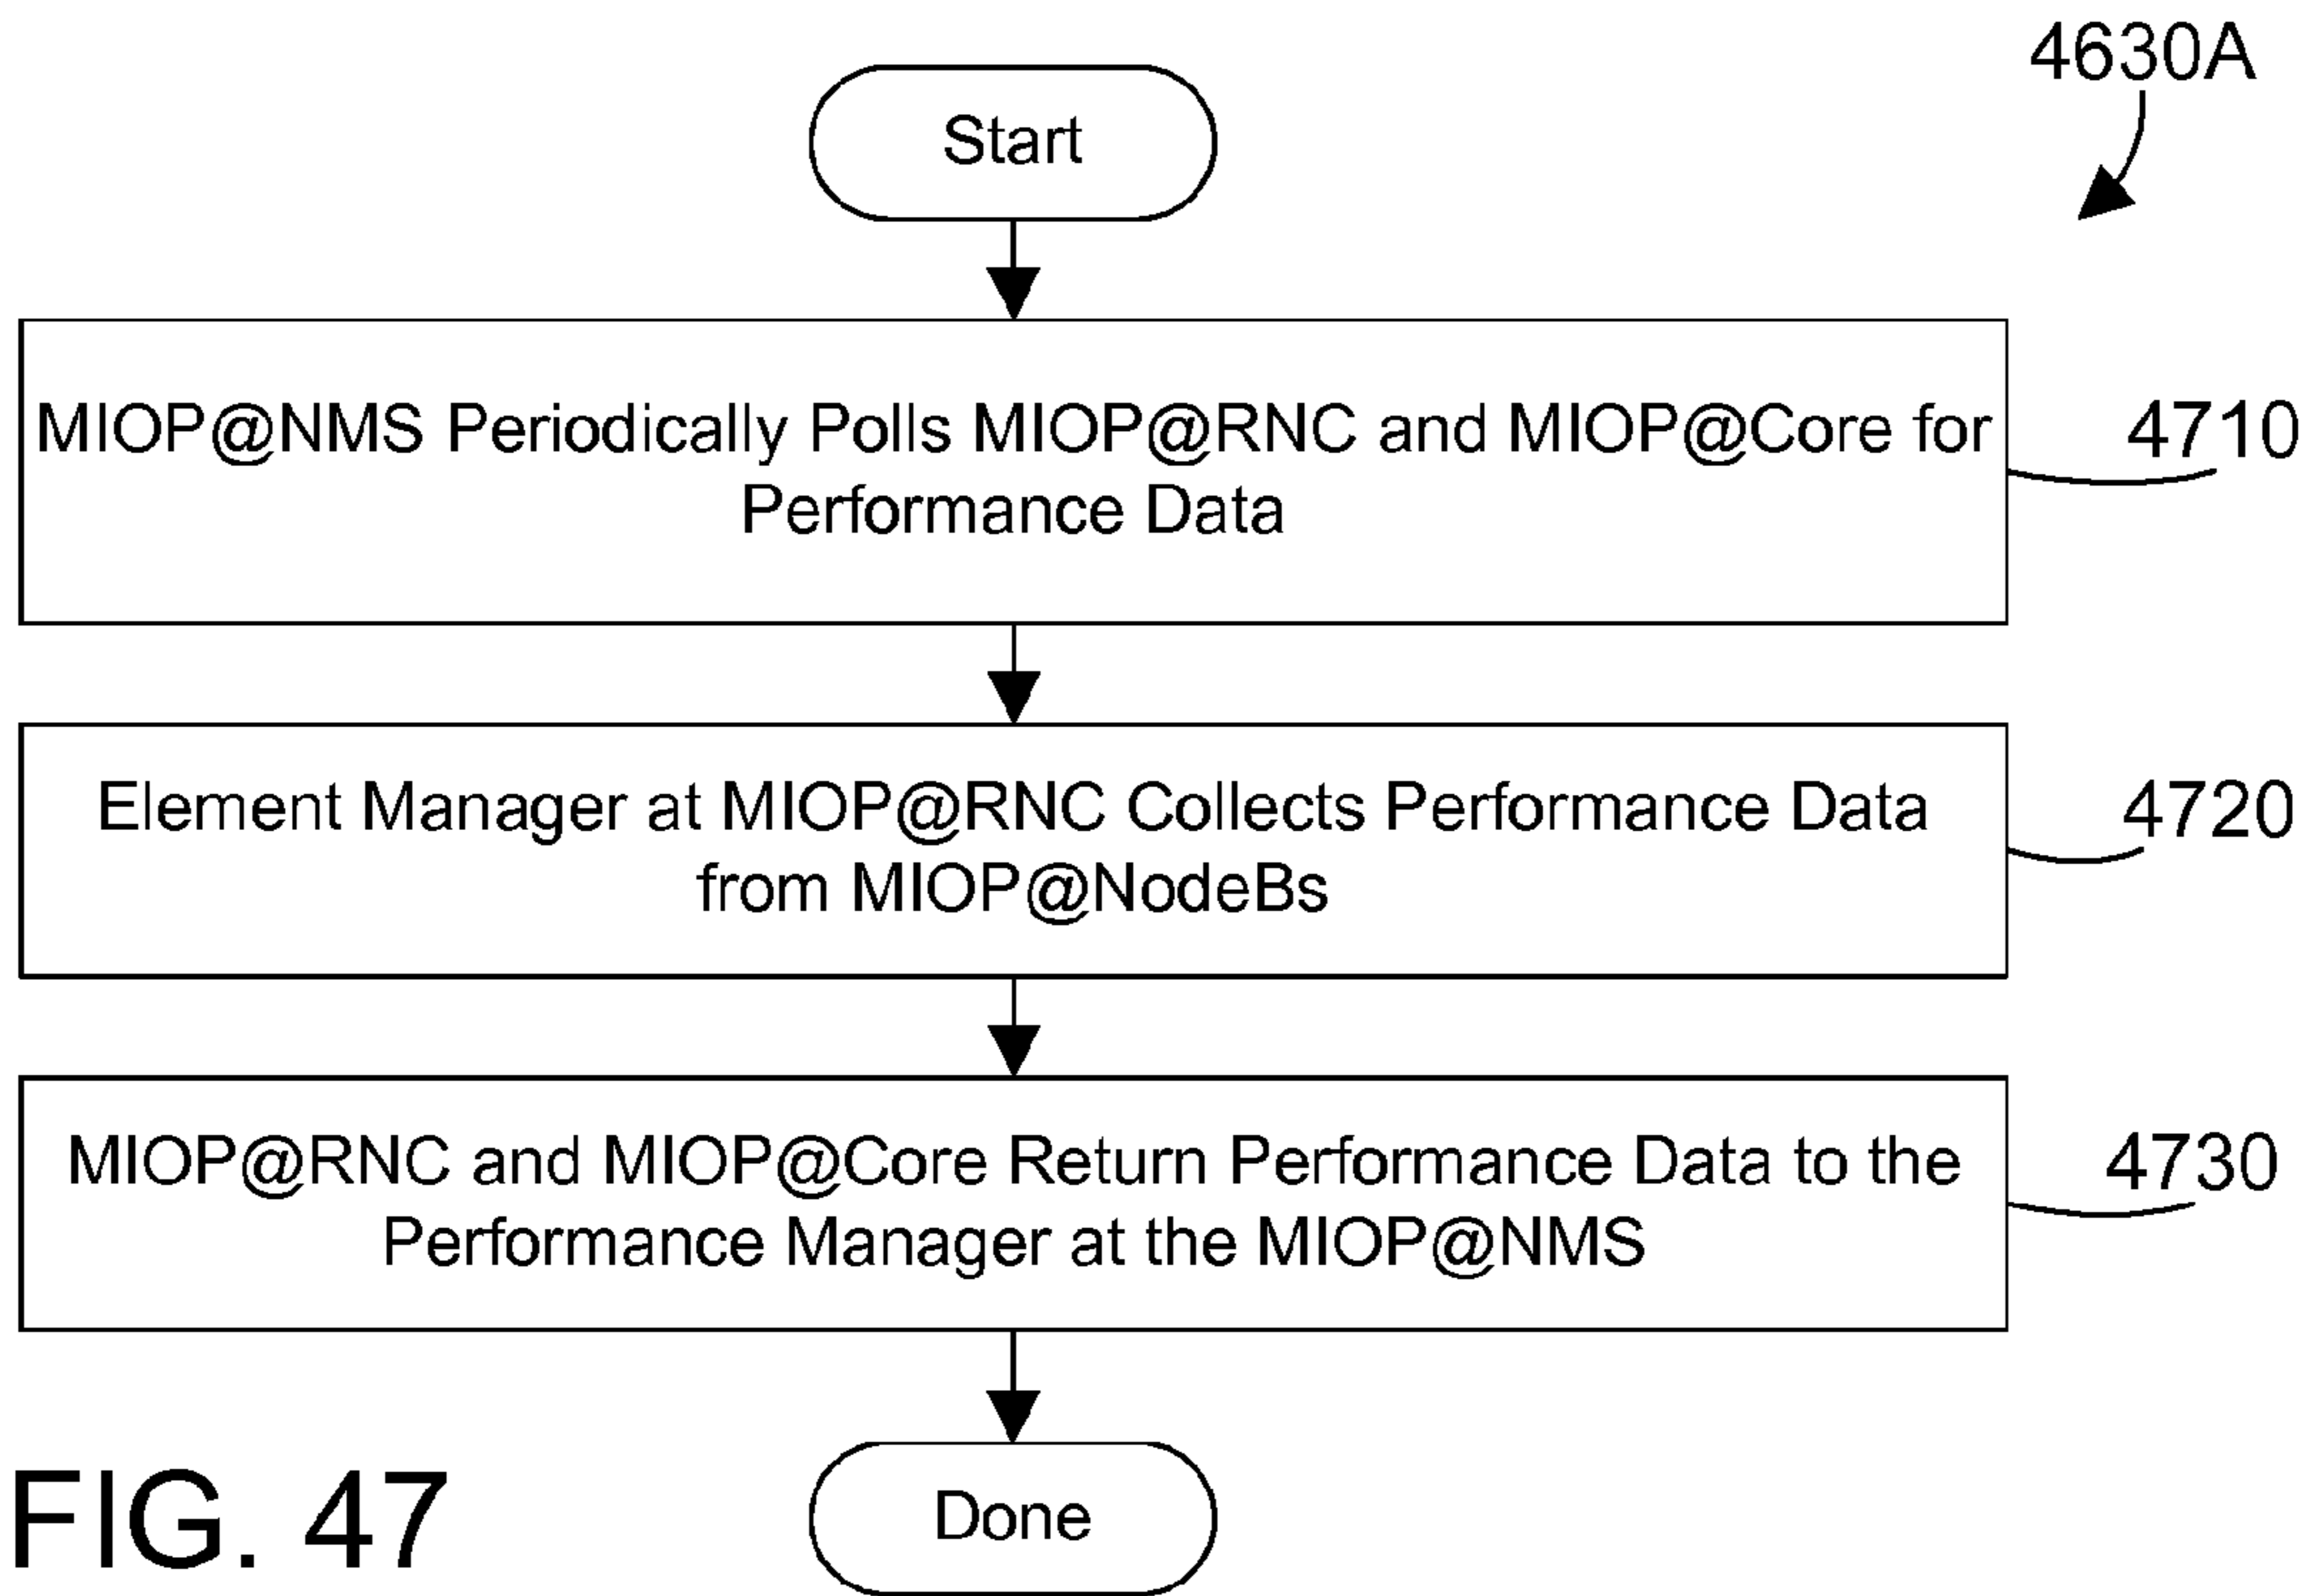 4630A
Start
MIOP@NMS Periodically Polls MIOP@RNC and MIOP@Core for
Performance Data
4710
Element Manager at MIOP@RNC Collects Performance Data
from MIOP@NodeBs
4720
MIOP@RNC and MIOP@Core Return Performance Data to the
Performance Manager at the MIOP@NMS
4730
Done
FIG. 47